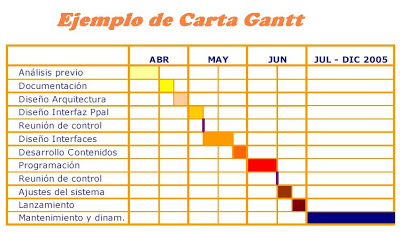 Ejemplo de Carta Gantt
ABR MAY JUN JUL - DIC 2005
Análisis previo
Documentación
Diseño Arquitectura
Diseño Interfaz Ppal
Reunión de control
Diseño Interfaces
Desarrollo Contenidos
Programación
Reunión de control
Ajustes del sistema
Lanzamiento
Mantenimiento y dinam.